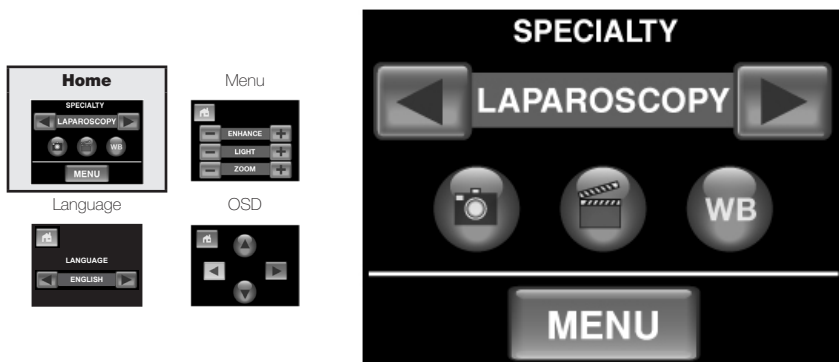 Home
SPECIALTY
LAPAROSCOPY
WB
MENU
Menu
ENHANCE
LIGHT
ZOOM
Language
LANGUAGE
ENGLISH
OSD
SPECIALTY
LAPAROSCOPY
WB
MENU